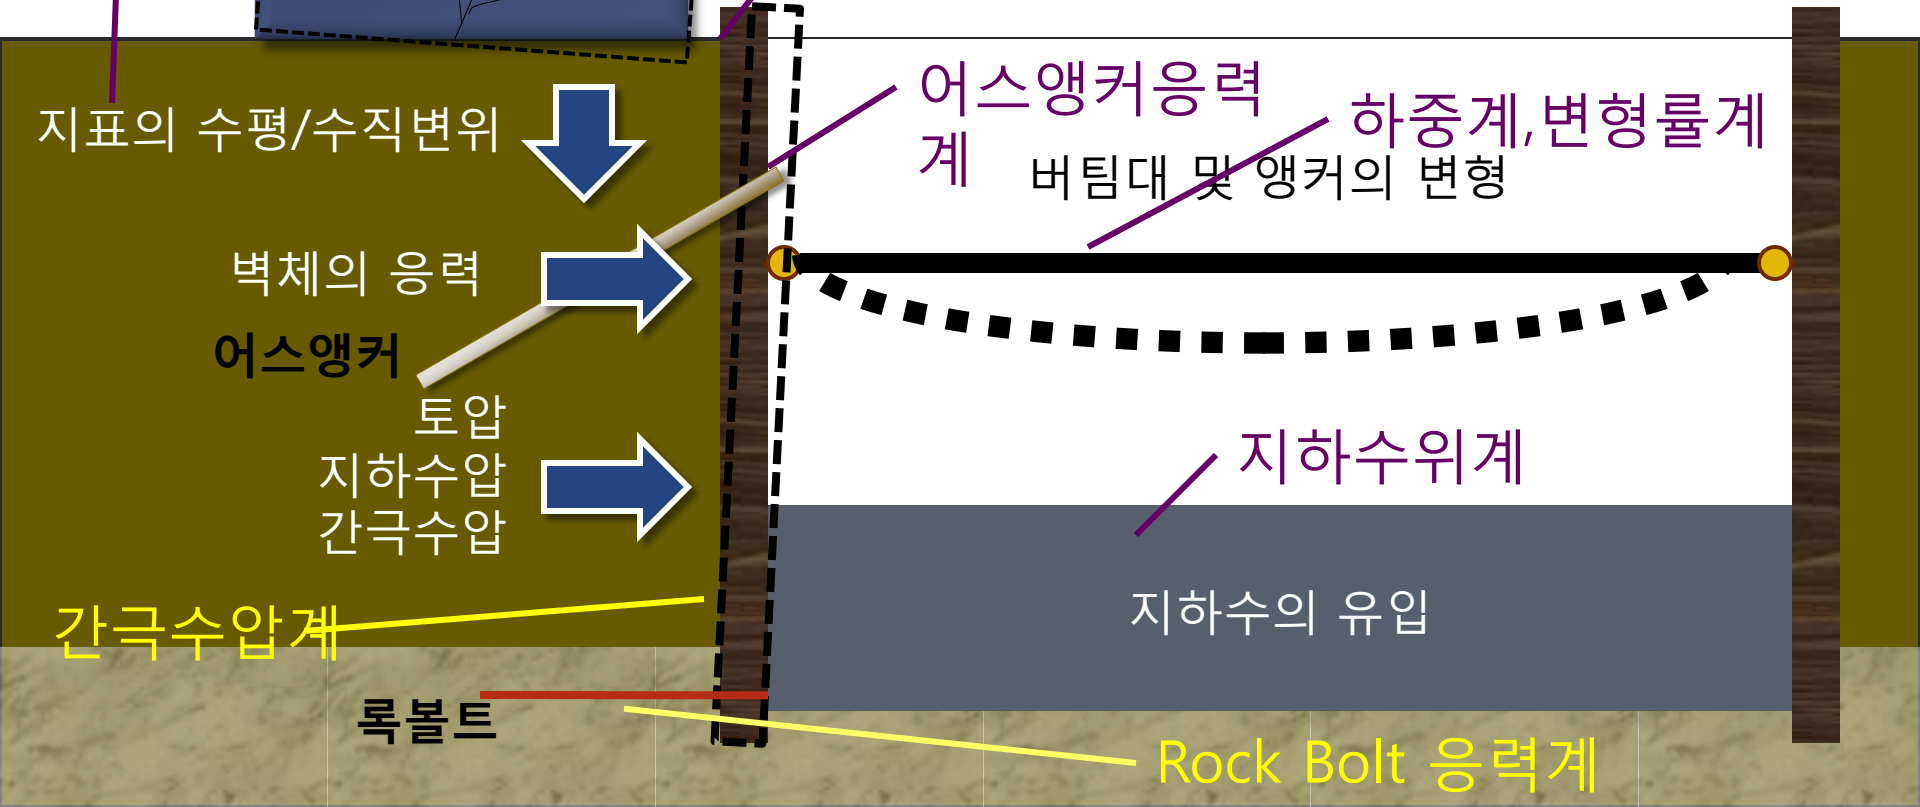 어스앵커응력
계
하중계,변형률계
지표의 수평/수직변위
버팀대 및 앵커의 변형
벽체의 응력
어스앵커
토압
지하수압
간극수압
지하수위계
간극수압계
지하수의 유입
록볼트
Rock Bolt 응력계